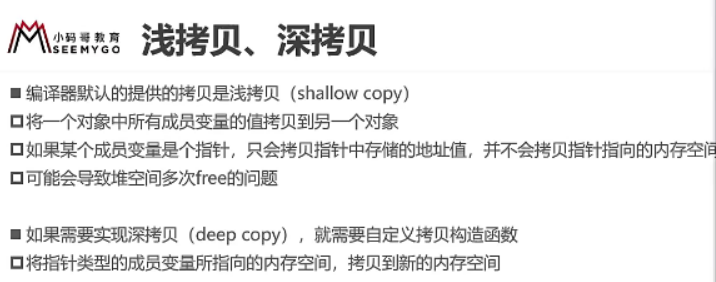 小码哥教育
SEEMYGO
浅拷贝、深拷贝
编译器默认的提供的拷贝是浅拷贝（shallow copy）
将一个对象中所有成员变量的值拷贝到另一个对象
如果某个成员变量是个指针，只会拷贝指针中存储的地址值，并不会拷贝指针指向的内存空间
可能会导致堆空间多次free的问题
如果需要实现深拷贝（deep copy），就需要自定义拷贝构造函数
将指针类型的成员变量所指向的内存空间，拷贝到新的内存空间